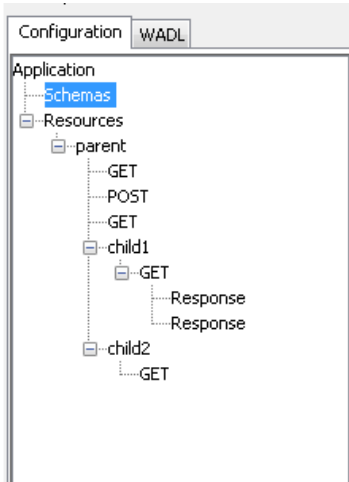 Configuration WADL
Application
Schemas
Resources
parent
GET
POST
GET
child1
GET
Response
Response
child2
GET